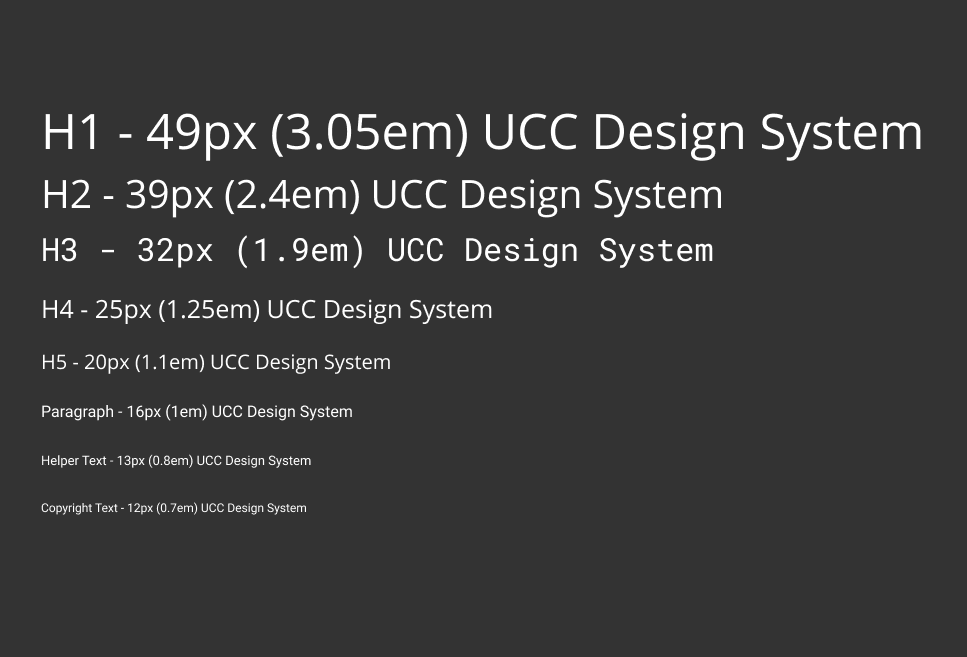 H1 - 49px (3.05em) UCC Design System
H2 - 39px (2.4em) UCC Design System
H3 - 32px (1.9em) UCC Design System
H4 - 25px (1.25em) UCC Design System
H5 - 20px (1.1em) UCC Design System
Paragraph - 16px (1em) UCC Design System
Helper Text - 13px (0.8em) UCC Design System
Copyright Text - 12px (0.7em) UCC Design System